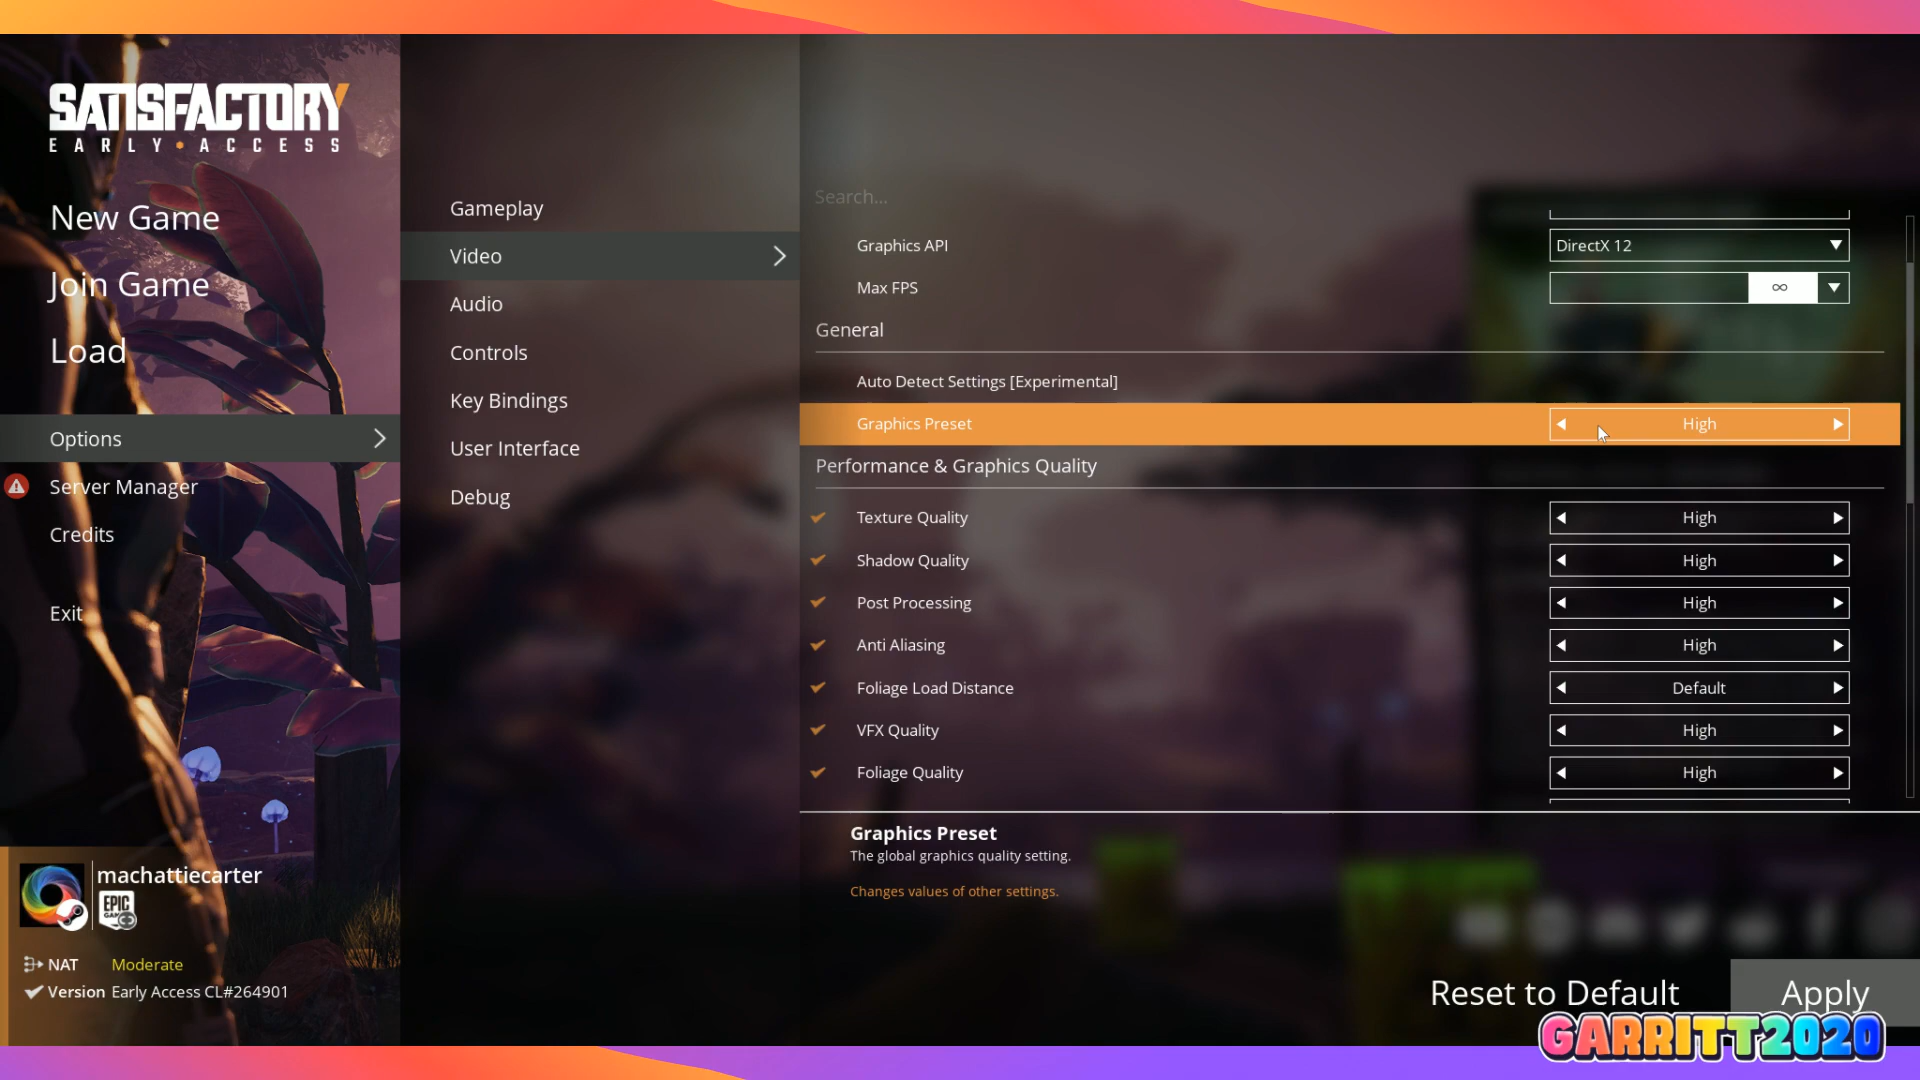 SATISFACTORY
EARLY ACCESS
New Game
Join Game
Load
Options
Server Manager
Credits
Exit
machattiecarter
EPIC
NAT Moderate
Version Early Access CL#264901
Gameplay
Video
Audio
Controls
Key Bindings
User Interface
Debug
Search...
Graphics API DirectX 12
Max FPS ∞
General
Auto Detect Settings [Experimental]
Graphics Preset High
Performance & Graphics Quality
Texture Quality High
Shadow Quality High
Post Processing High
Anti Aliasing High
Foliage Load Distance Default
VFX Quality High
Foliage Quality High
Graphics Preset
The global graphics quality setting.
Changes values of other settings.
Reset to Default Apply
GARRITT2020